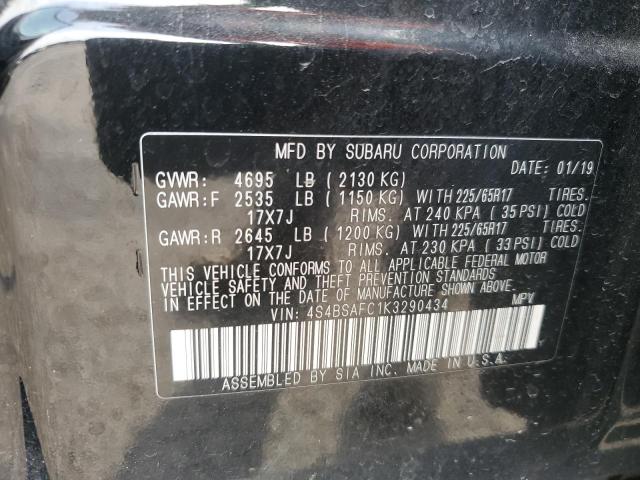 MFD BY SUBARU CORPORATION
DATE: 01/19
GVWR: 4695 LB (2130 KG)
GAWR:F 2535 LB (1150 KG) WITH 225/65R17 TIRES.
17X7J RIMS. AT 240 KPA (35 PSI) COLD
GAWR:R 2645 LB (1200 KG) WITH 225/65R17 TIRES.
17X7J RIMS. AT 230 KPA (33 PSI) COLD
THIS VEHICLE CONFORMS TO ALL APPLICABLE FEDERAL MOTOR
VEHICLE SAFETY AND THEFT PREVENTION STANDARDS
IN EFFECT ON THE DATE OF MANUFACTURE SHOWN ABOVE.
VIN: 4S4BSAFC1K3290434 MPV
ASSEMBLED BY SIA INC. MADE IN U.S.A.